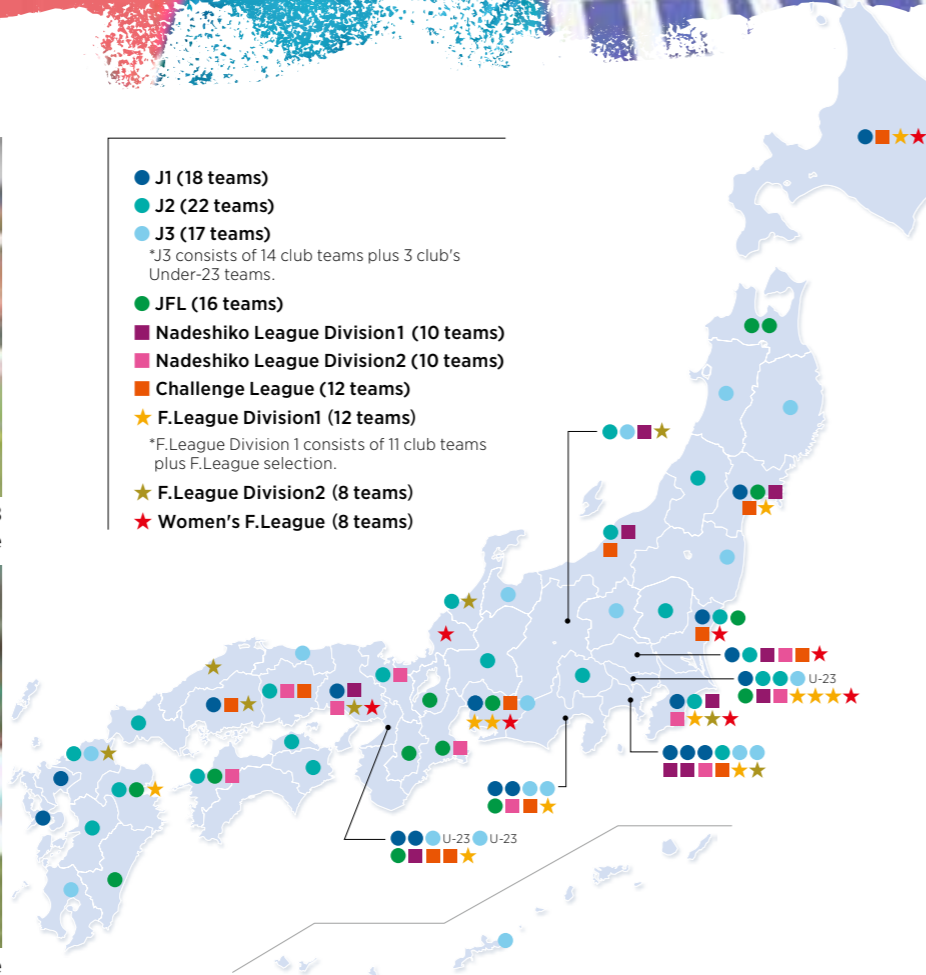 J1 (18 teams)
J2 (22 teams)
J3 (17 teams)
*J3 consists of 14 club teams plus 3 club's
Under-23 teams.
JFL (16 teams)
Nadeshiko League Division1 (10 teams)
Nadeshiko League Division2 (10 teams)
Challenge League (12 teams)
F.League Division1 (12 teams)
*F.League Division 1 consists of 11 club teams
plus F.League selection.
F.League Division2 (8 teams)
Women's F.League (8 teams)
U-23
U-23 U-23